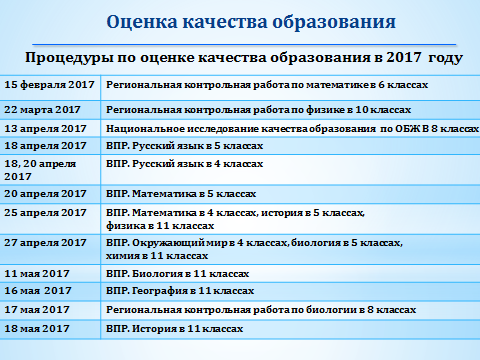 Оценка качества образования
Процедуры по оценке качества образования в 2017 году
15 февраля 2017 Региональная контрольная работа по математике в 6 классах
22 марта 2017 Региональная контрольная работа по физике в 10 классах
13 апреля 2017 Национальное исследование качества образования по ОБЖ В 8 классах
18 апреля 2017 ВПР. Русский язык в 5 классах
18, 20 апреля ВПР. Русский язык в 4 классах
2017
20 апреля 2017 ВПР. Математика в 5 классах
25 апреля 2017 ВПР. Математика в 4 классах, история в 5 классах,
физика в 11 классах
27 апреля 2017 ВПР. Окружающий мир в 4 классах, биология в 5 классах,
химия в 11 классах
11 мая 2017 ВПР. Биология в 11 классах
16 мая 2017 ВПР. География в 11 классах
17 мая 2017 Региональная контрольная работа по биологии в 8 классах
18 мая 2017 ВПР. История в 11 классах